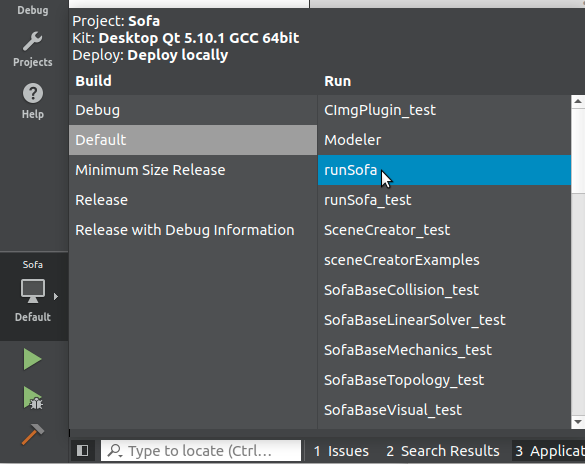 Debug
Projects
Help
Project: Sofa
Kit: Desktop Qt 5.10.1 GCC 64bit
Deploy: Deploy locally
Build
Debug
Default
Minimum Size Release
Release
Release with Debug Information
Run
CImgPlugin_test
Modeler
runSofa
runSofa_test
SceneCreator_test
sceneCreatorExamples
SofaBaseCollision_test
SofaBaseLinearSolver_test
SofaBaseMechanics_test
SofaBaseTopology_test
SofaBaseVisual_test
Sofa
Default
Type to locate (Ctrl...
1 Issues
2 Search Results
3 Applicat